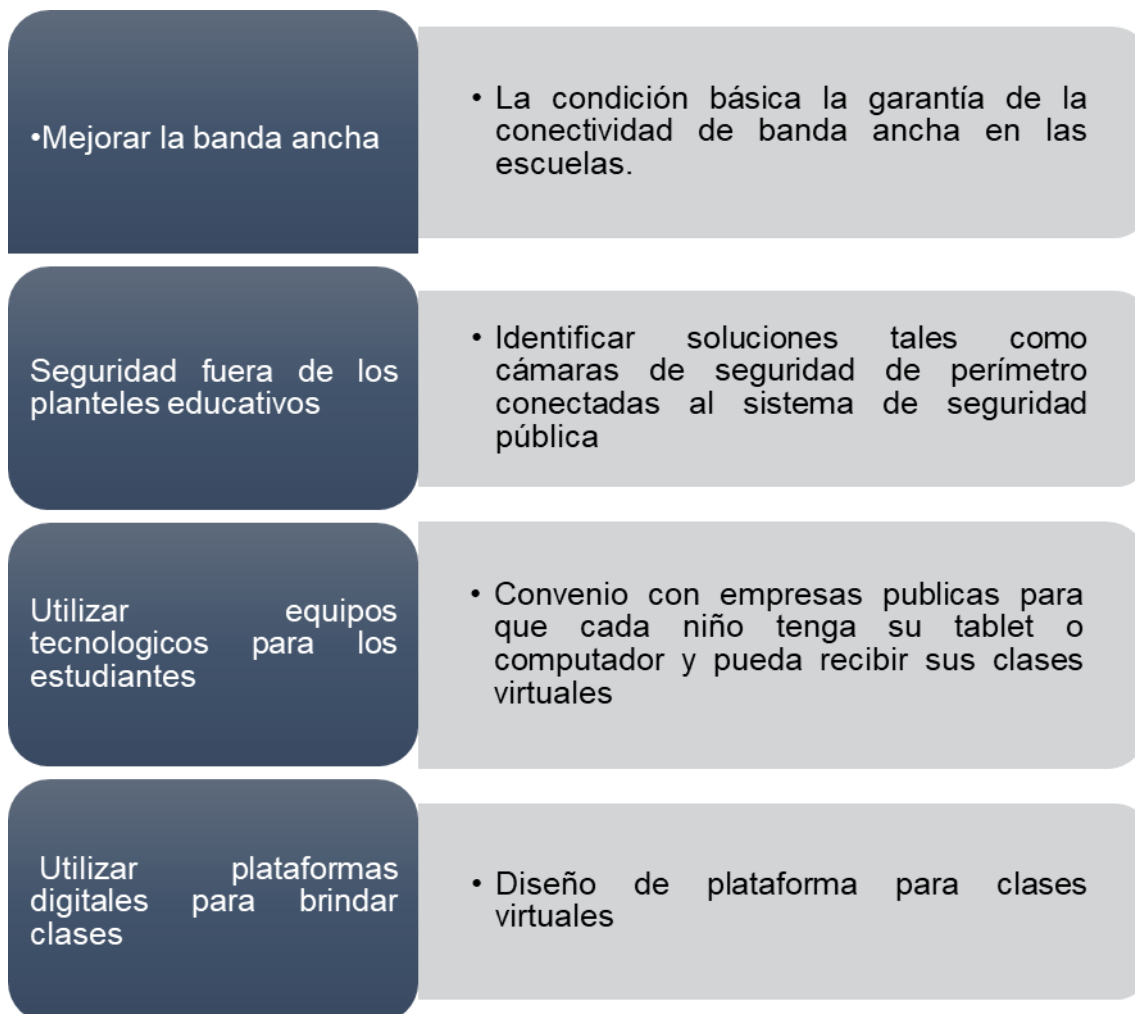 •Mejorar la banda ancha
• La condición básica la garantía de la
conectividad de banda ancha en las
escuelas.
Seguridad fuera de los
planteles educativos
• Identificar soluciones tales como
cámaras de seguridad de perímetro
conectadas al sistema de seguridad
pública
Utilizar equipos
tecnologicos para los
estudiantes
• Convenio con empresas publicas para
que cada niño tenga su tablet o
computador y pueda recibir sus clases
virtuales
Utilizar plataformas
digitales para brindar
clases
• Diseño de plataforma para clases
virtuales